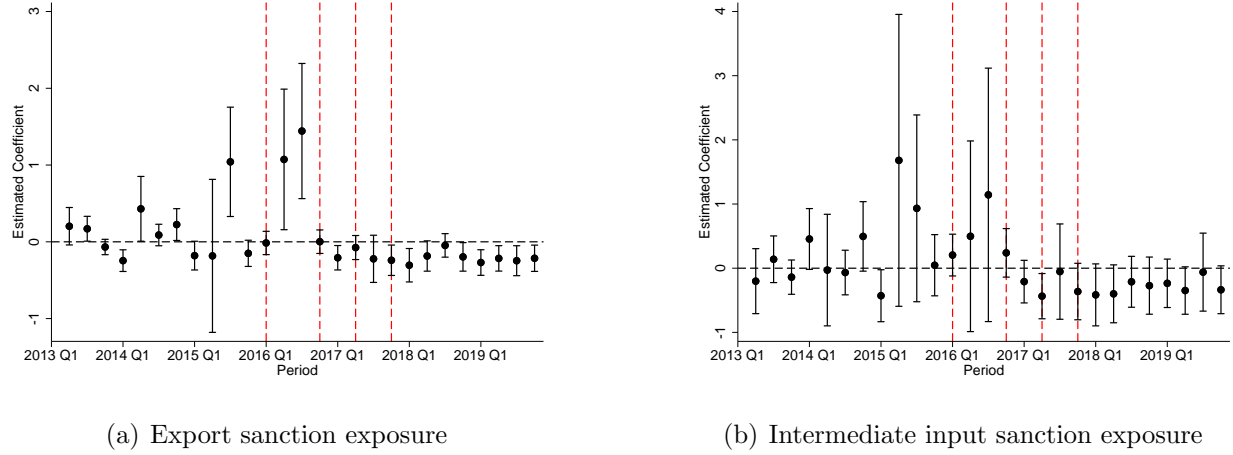 3
2
1
0
-1
Estimated Coefficient
2013 Q1 2014 Q1 2015 Q1 2016 Q1 2017 Q1 2018 Q1 2019 Q1
Period
(a) Export sanction exposure
4
3
2
1
0
-1
Estimated Coefficient
2013 Q1 2014 Q1 2015 Q1 2016 Q1 2017 Q1 2018 Q1 2019 Q1
Period
(b) Intermediate input sanction exposure